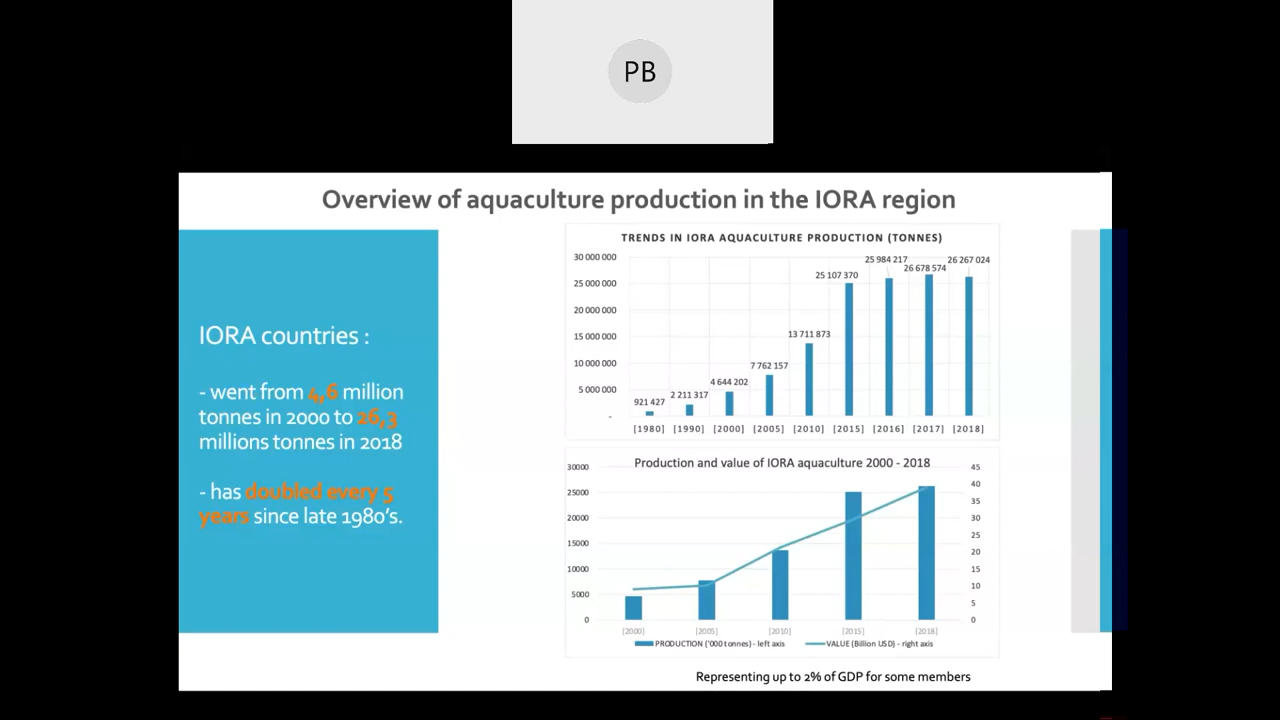 PB
Overview of aquaculture production in the IORA region
IORA countries :
- went from 4,6 million
tonnes in 2000 to 26,3
millions tonnes in 2018
- has doubled every 5
years since late 1980's.
TRENDS IN IORA AQUACULTURE PRODUCTION (TONNES)
30 000 000
25 000 000
20 000 000
15 000 000
10 000 000
5 000 000
-
921 427
2 211 317
4 644 202
7 762 157
13 711 873
25 107 370
25 984 217
26 678 574
26 267 024
[1980] [1990] [2000] [2005] [2010] [2015] [2016] [2017] [2018]
Production and value of IORA aquaculture 2000 - 2018
30000
25000
20000
15000
10000
5000
0
45
40
35
30
25
20
15
10
5
0
[2000] [2005] [2010] [2015] [2018]
PRODUCTION ('000 tonnes) - left axis VALUE (Billion USD) - right axis
Representing up to 2% of GDP for some members